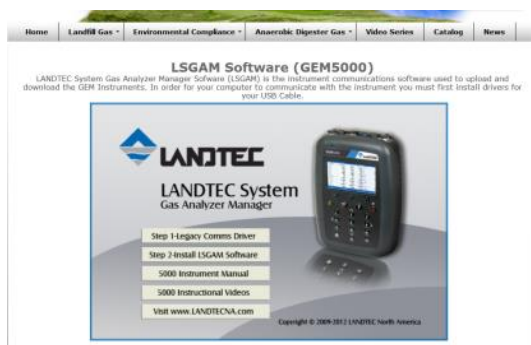 Home Landfill Gas Environmental Compliance Anaerobic Digester Gas Video Series Catalog News
LSGAM Software (GEM5000)
LANDTEC System Gas Analyzer Manager Sofware (LSGAM) is the instrument communications software used to upload and
download the GEM Instruments. In order for your computer to communicate with the instrument you must first install drivers for
your USB Cable.
LANDTEC
LANDTEC System
Gas Analyzer Manager
Step 1-Legacy Comms Driver
Step 2-Install LSGAM Software
5000 Instrument Manual
5000 Instructional Videos
Visit www.LANDTECNA.com
Copyright © 2009-2012 LANDTEC North America